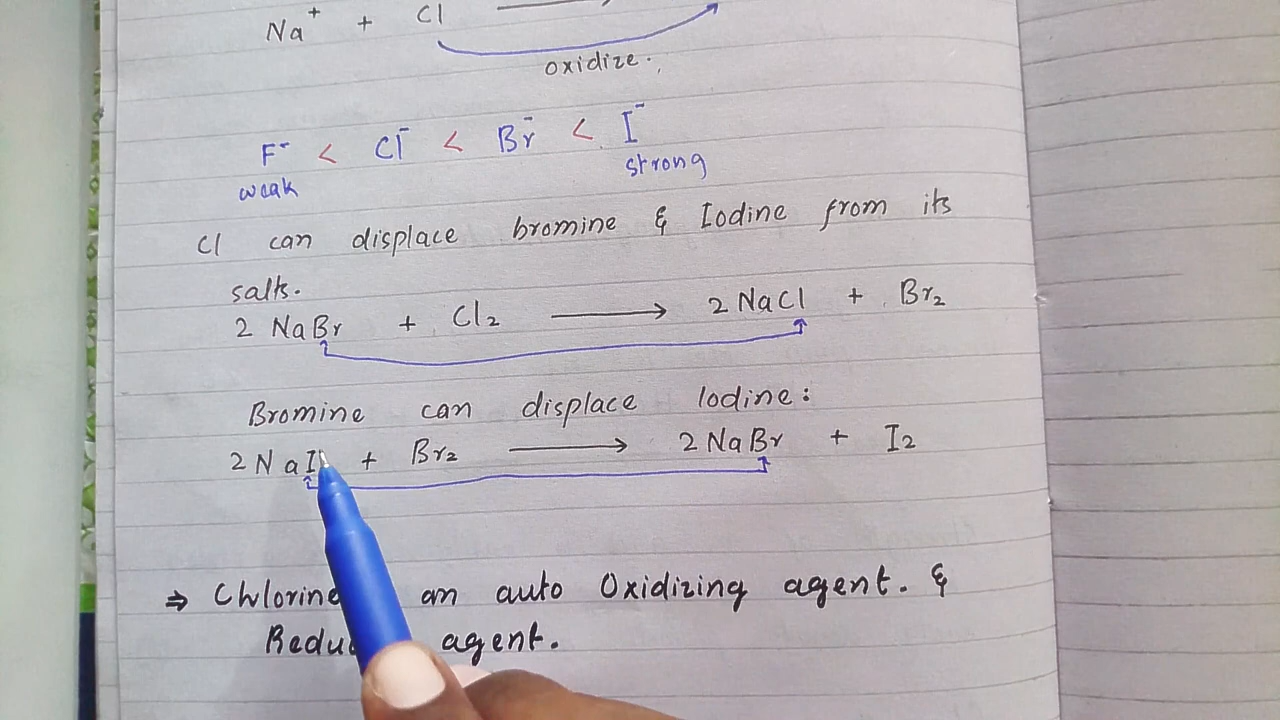 Na⁺ + Cl ⟶
oxidize.
F⁻ < Cl⁻ < Br⁻ < I⁻
weak strong
Cl can displace bromine & Iodine from its
salts.
2 NaBr + Cl₂ ⟶ 2 NaCl + Br₂
Bromine can displace Iodine:
2 NaI + Br₂ ⟶ 2 NaBr + I₂
⇒ Chlorine an auto Oxidizing agent. &
agent.